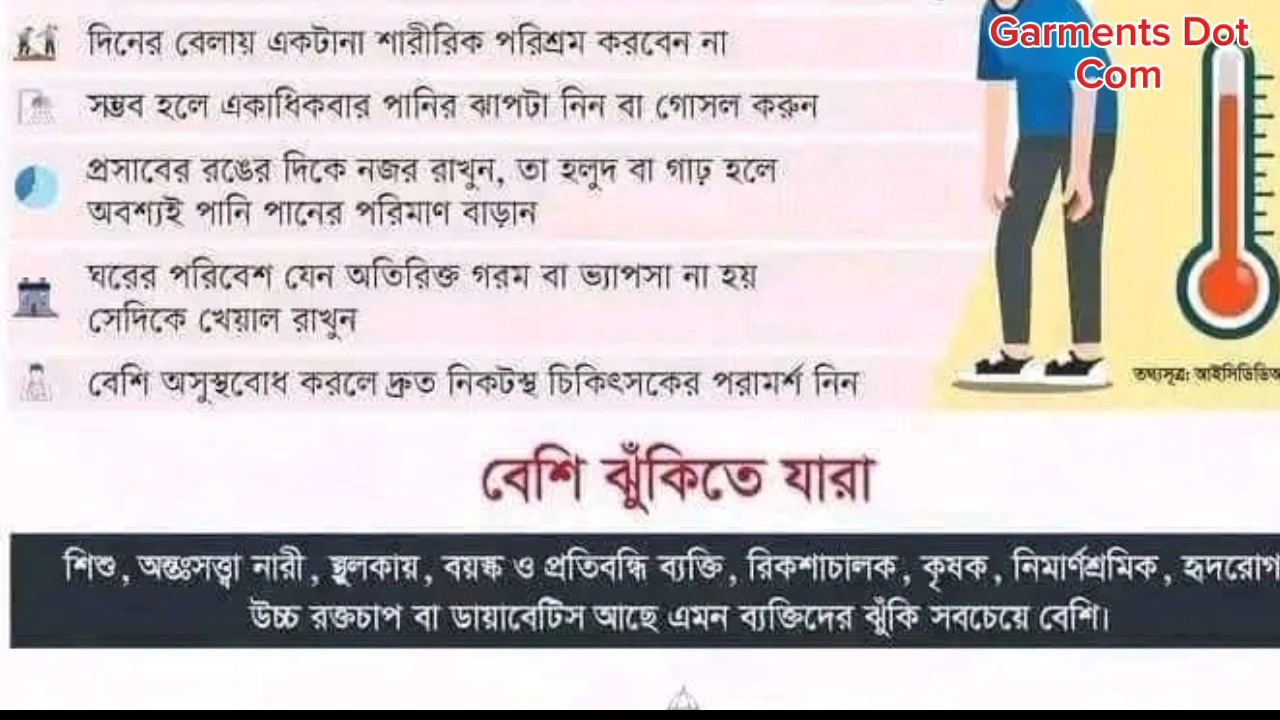 দিনের বেলায় একটানা শারীরিক পরিশ্রম করবেন না
সম্ভব হলে একাধিকবার পানির ঝাপটা নিন বা গোসল করুন
প্রসাবের রঙের দিকে নজর রাখুন, তা হলুদ বা গাঢ় হলে
অবশ্যই পানি পানের পরিমাণ বাড়ান
ঘরের পরিবেশ যেন অতিরিক্ত গরম বা ভ্যাপসা না হয়
সেদিকে খেয়াল রাখুন
বেশি অসুস্থবোধ করলে দ্রুত নিকটস্থ চিকিৎসকের পরামর্শ নিন
Garments Dot
Com
তথ্যসূত্র:
বেশি ঝুঁকিতে যারা
শিশু, অন্তঃসত্ত্বা নারী, স্থূলকায়, বয়স্ক ও প্রতিবন্ধি ব্যক্তি, রিকশাচালক, কৃষক, নিমার্ণশ্রমিক, হৃদরোগ
উচ্চ রক্তচাপ বা ডায়াবেটিস আছে এমন ব্যক্তিদের ঝুঁকি সবচেয়ে বেশি।